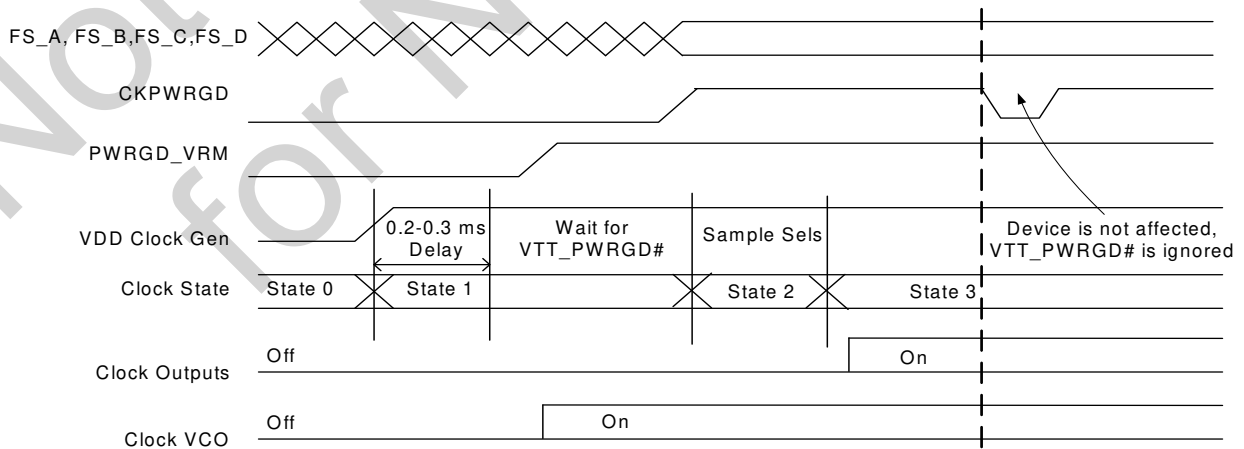 FS_A, FS_B,FS_C,FS_D
CKPWRGD
PWRGD_VRM
VDD Clock Gen
0.2-0.3 ms
Delay
Wait for
VTT_PWRGD#
Sample Sels
Device is not affected,
VTT_PWRGD# is ignored
Clock State
State 0
State 1
State 2
State 3
Clock Outputs
Off
On
Clock VCO
Off
On
Not
for